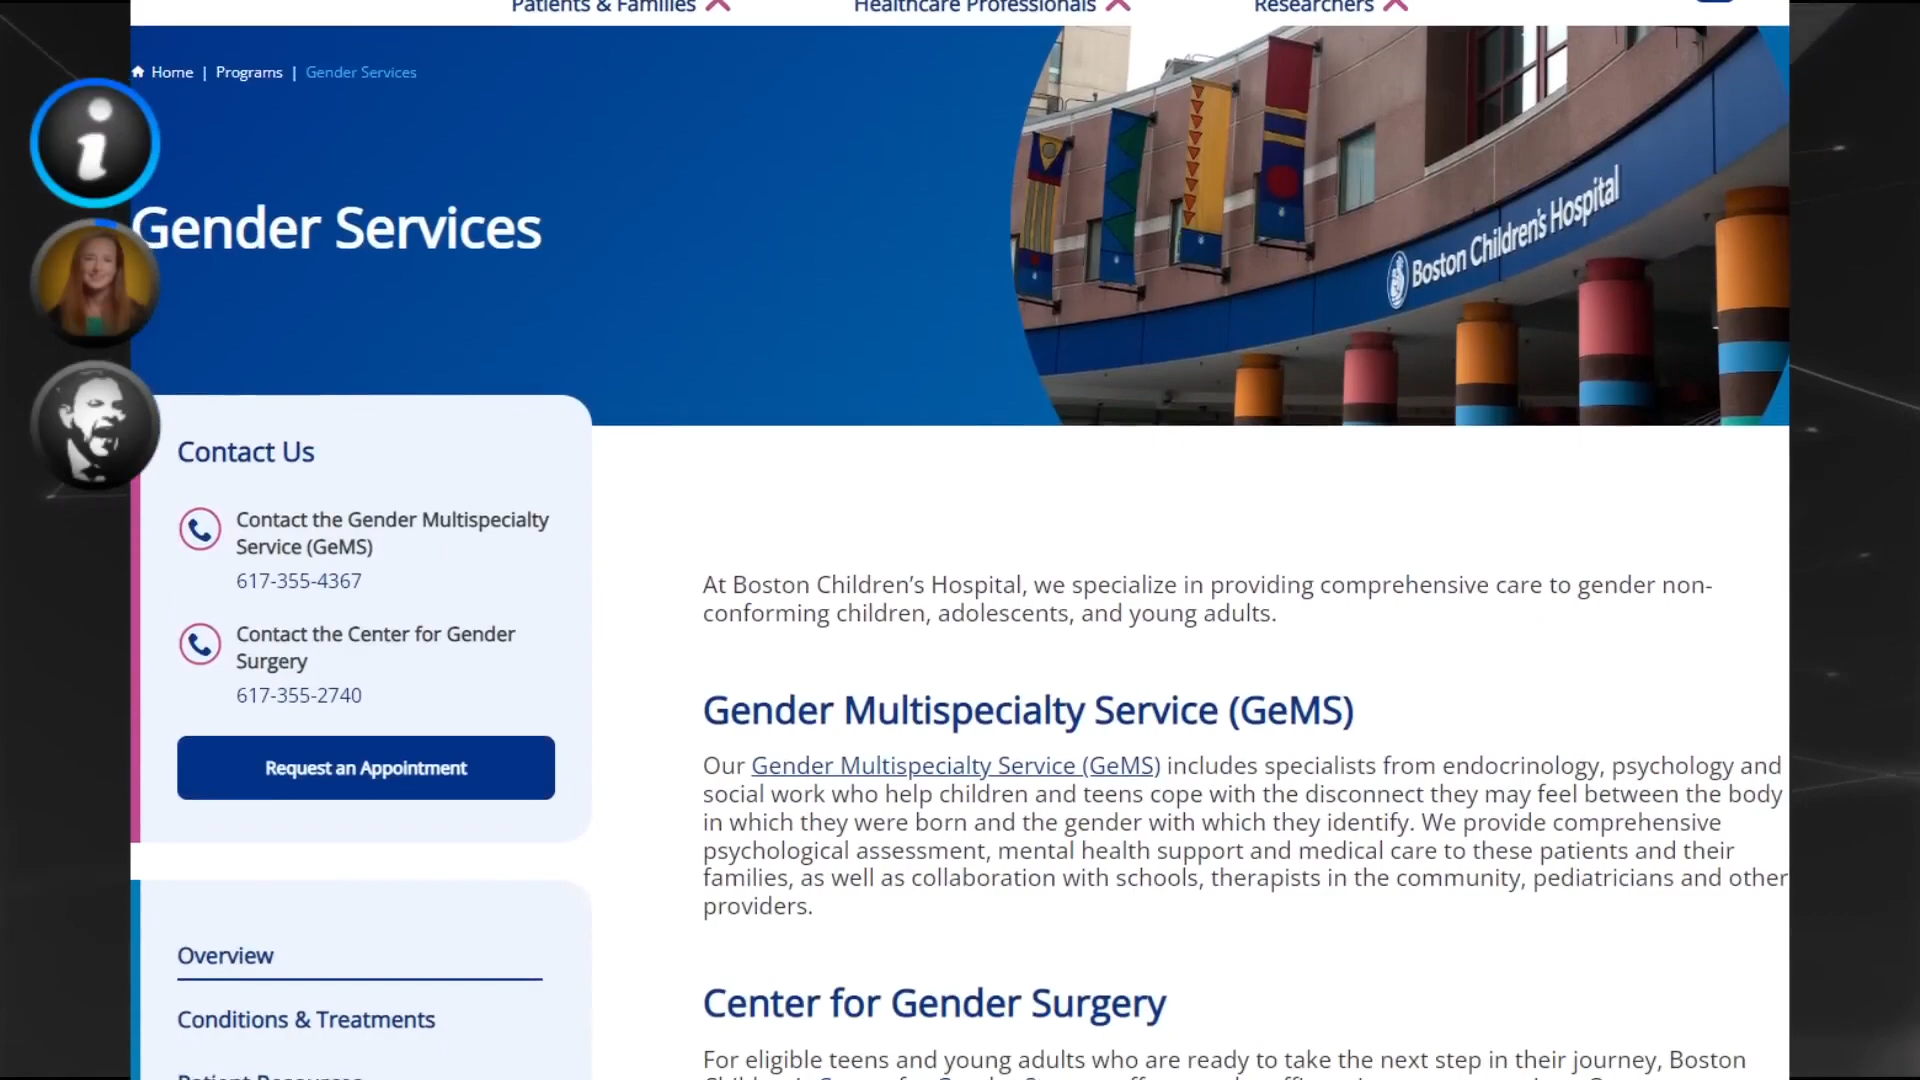 Patients & Families
Healthcare Professionals
Researchers
Home | Programs | Gender Services
Gender Services
Boston Children's Hospital
Contact Us
Contact the Gender Multispecialty
Service (GeMS)
617-355-4367
Contact the Center for Gender
Surgery
617-355-2740
Request an Appointment
Overview
Conditions & Treatments
At Boston Children’s Hospital, we specialize in providing comprehensive care to gender non-
conforming children, adolescents, and young adults.
Gender Multispecialty Service (GeMS)
Our Gender Multispecialty Service (GeMS) includes specialists from endocrinology, psychology and
social work who help children and teens cope with the disconnect they may feel between the body
in which they were born and the gender with which they identify. We provide comprehensive
psychological assessment, mental health support and medical care to these patients and their
families, as well as collaboration with schools, therapists in the community, pediatricians and other
providers.
Center for Gender Surgery
For eligible teens and young adults who are ready to take the next step in their journey, Boston